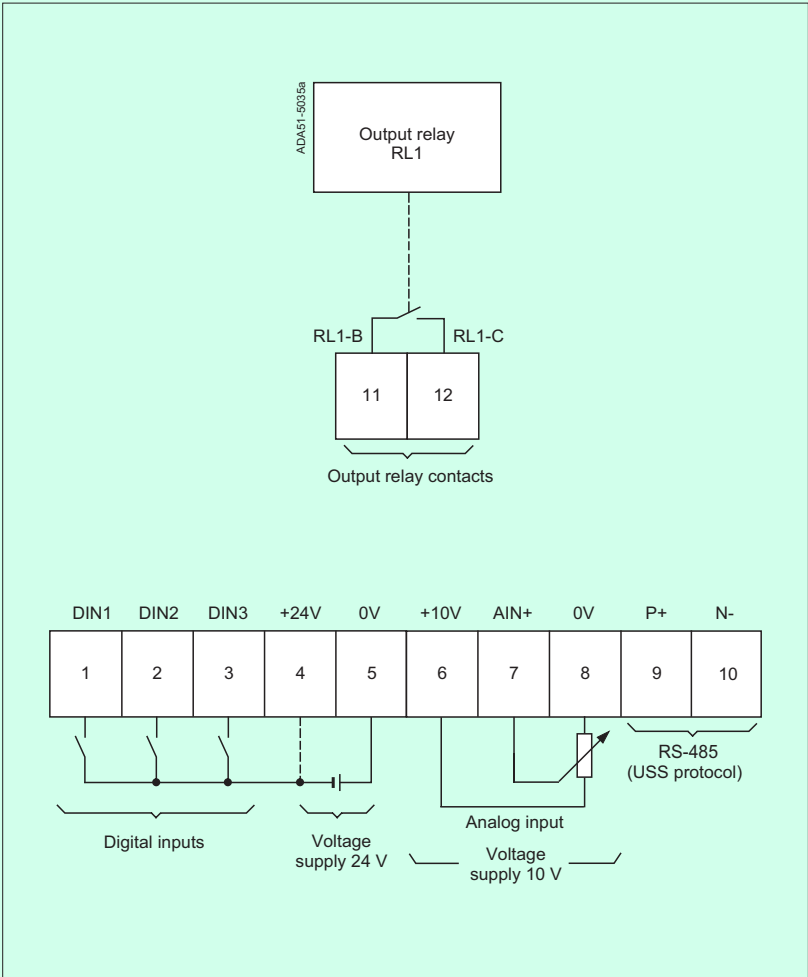 ADA51-5035a
Output relay
RL1
RL1-B RL1-C
11 12
Output relay contacts
DIN1 DIN2 DIN3 +24V 0V +10V AIN+ 0V P+ N-
1 2 3 4 5 6 7 8 9 10
RS-485
(USS protocol)
Digital inputs
Voltage
supply 24 V
Analog input
Voltage
supply 10 V